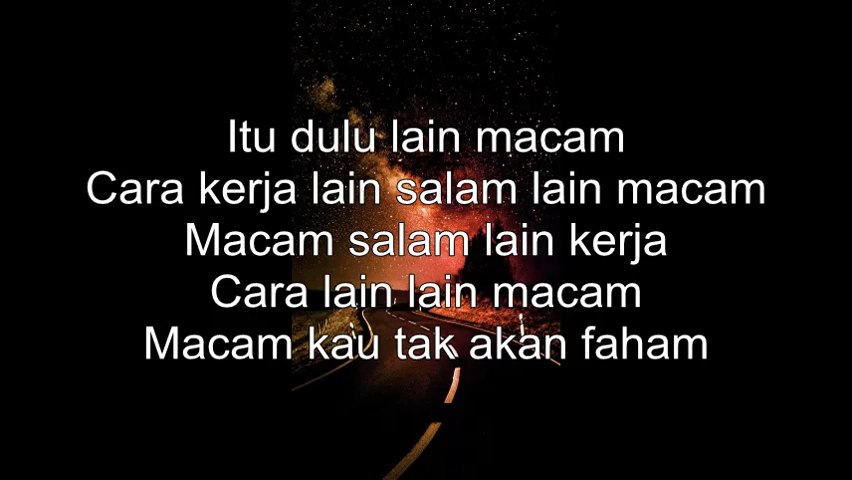 Itu dulu lain macam
Cara kerja lain salam lain macam
Macam salam lain kerja
Cara lain lain macam
Macam kau tak akan faham